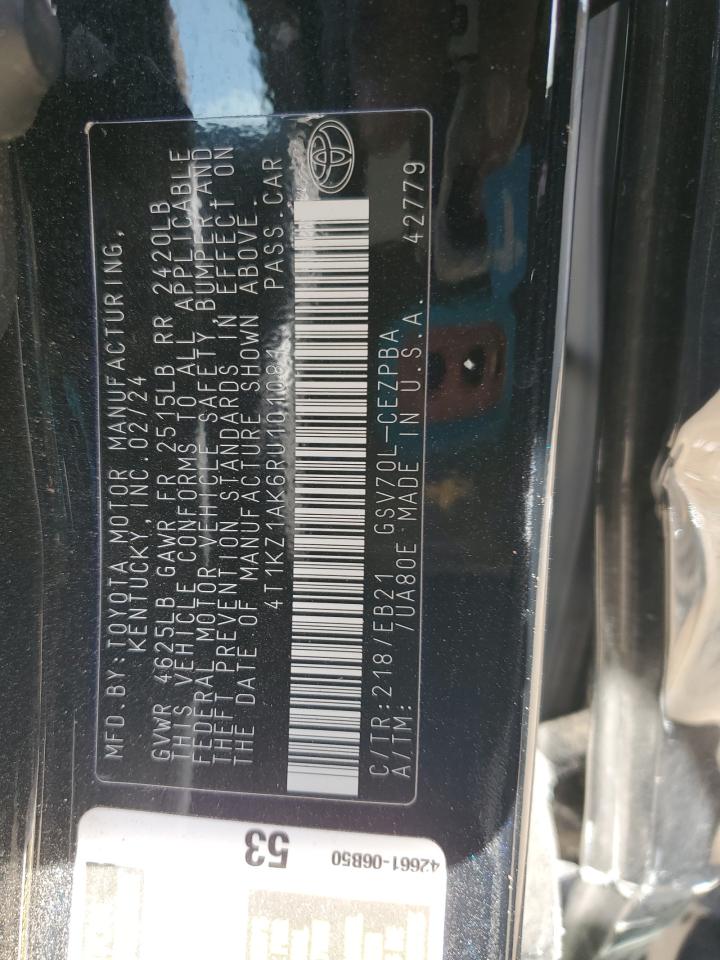 MFD.BY:TOYOTA MOTOR MANUFACTURING,
KENTUCKY, INC.02/24
GVWR 4625LB GAWR FR 2515LB RR 2420LB
THIS VEHICLE CONFORMS TO ALL APPLICABLE
FEDERAL MOTOR VEHICLE SAFETY, BUMPER, AND
THEFT PREVENTION STANDARDS IN EFFECT ON
THE DATE OF MANUFACTURE SHOWN ABOVE.
4T1KZ1AK6RU101081 PASS.CAR
C/TR:218/EB21 GSV70L-CEZPBA
A/TM: /UA80E MADE IN U.S.A. 42779
53
42661-06B50